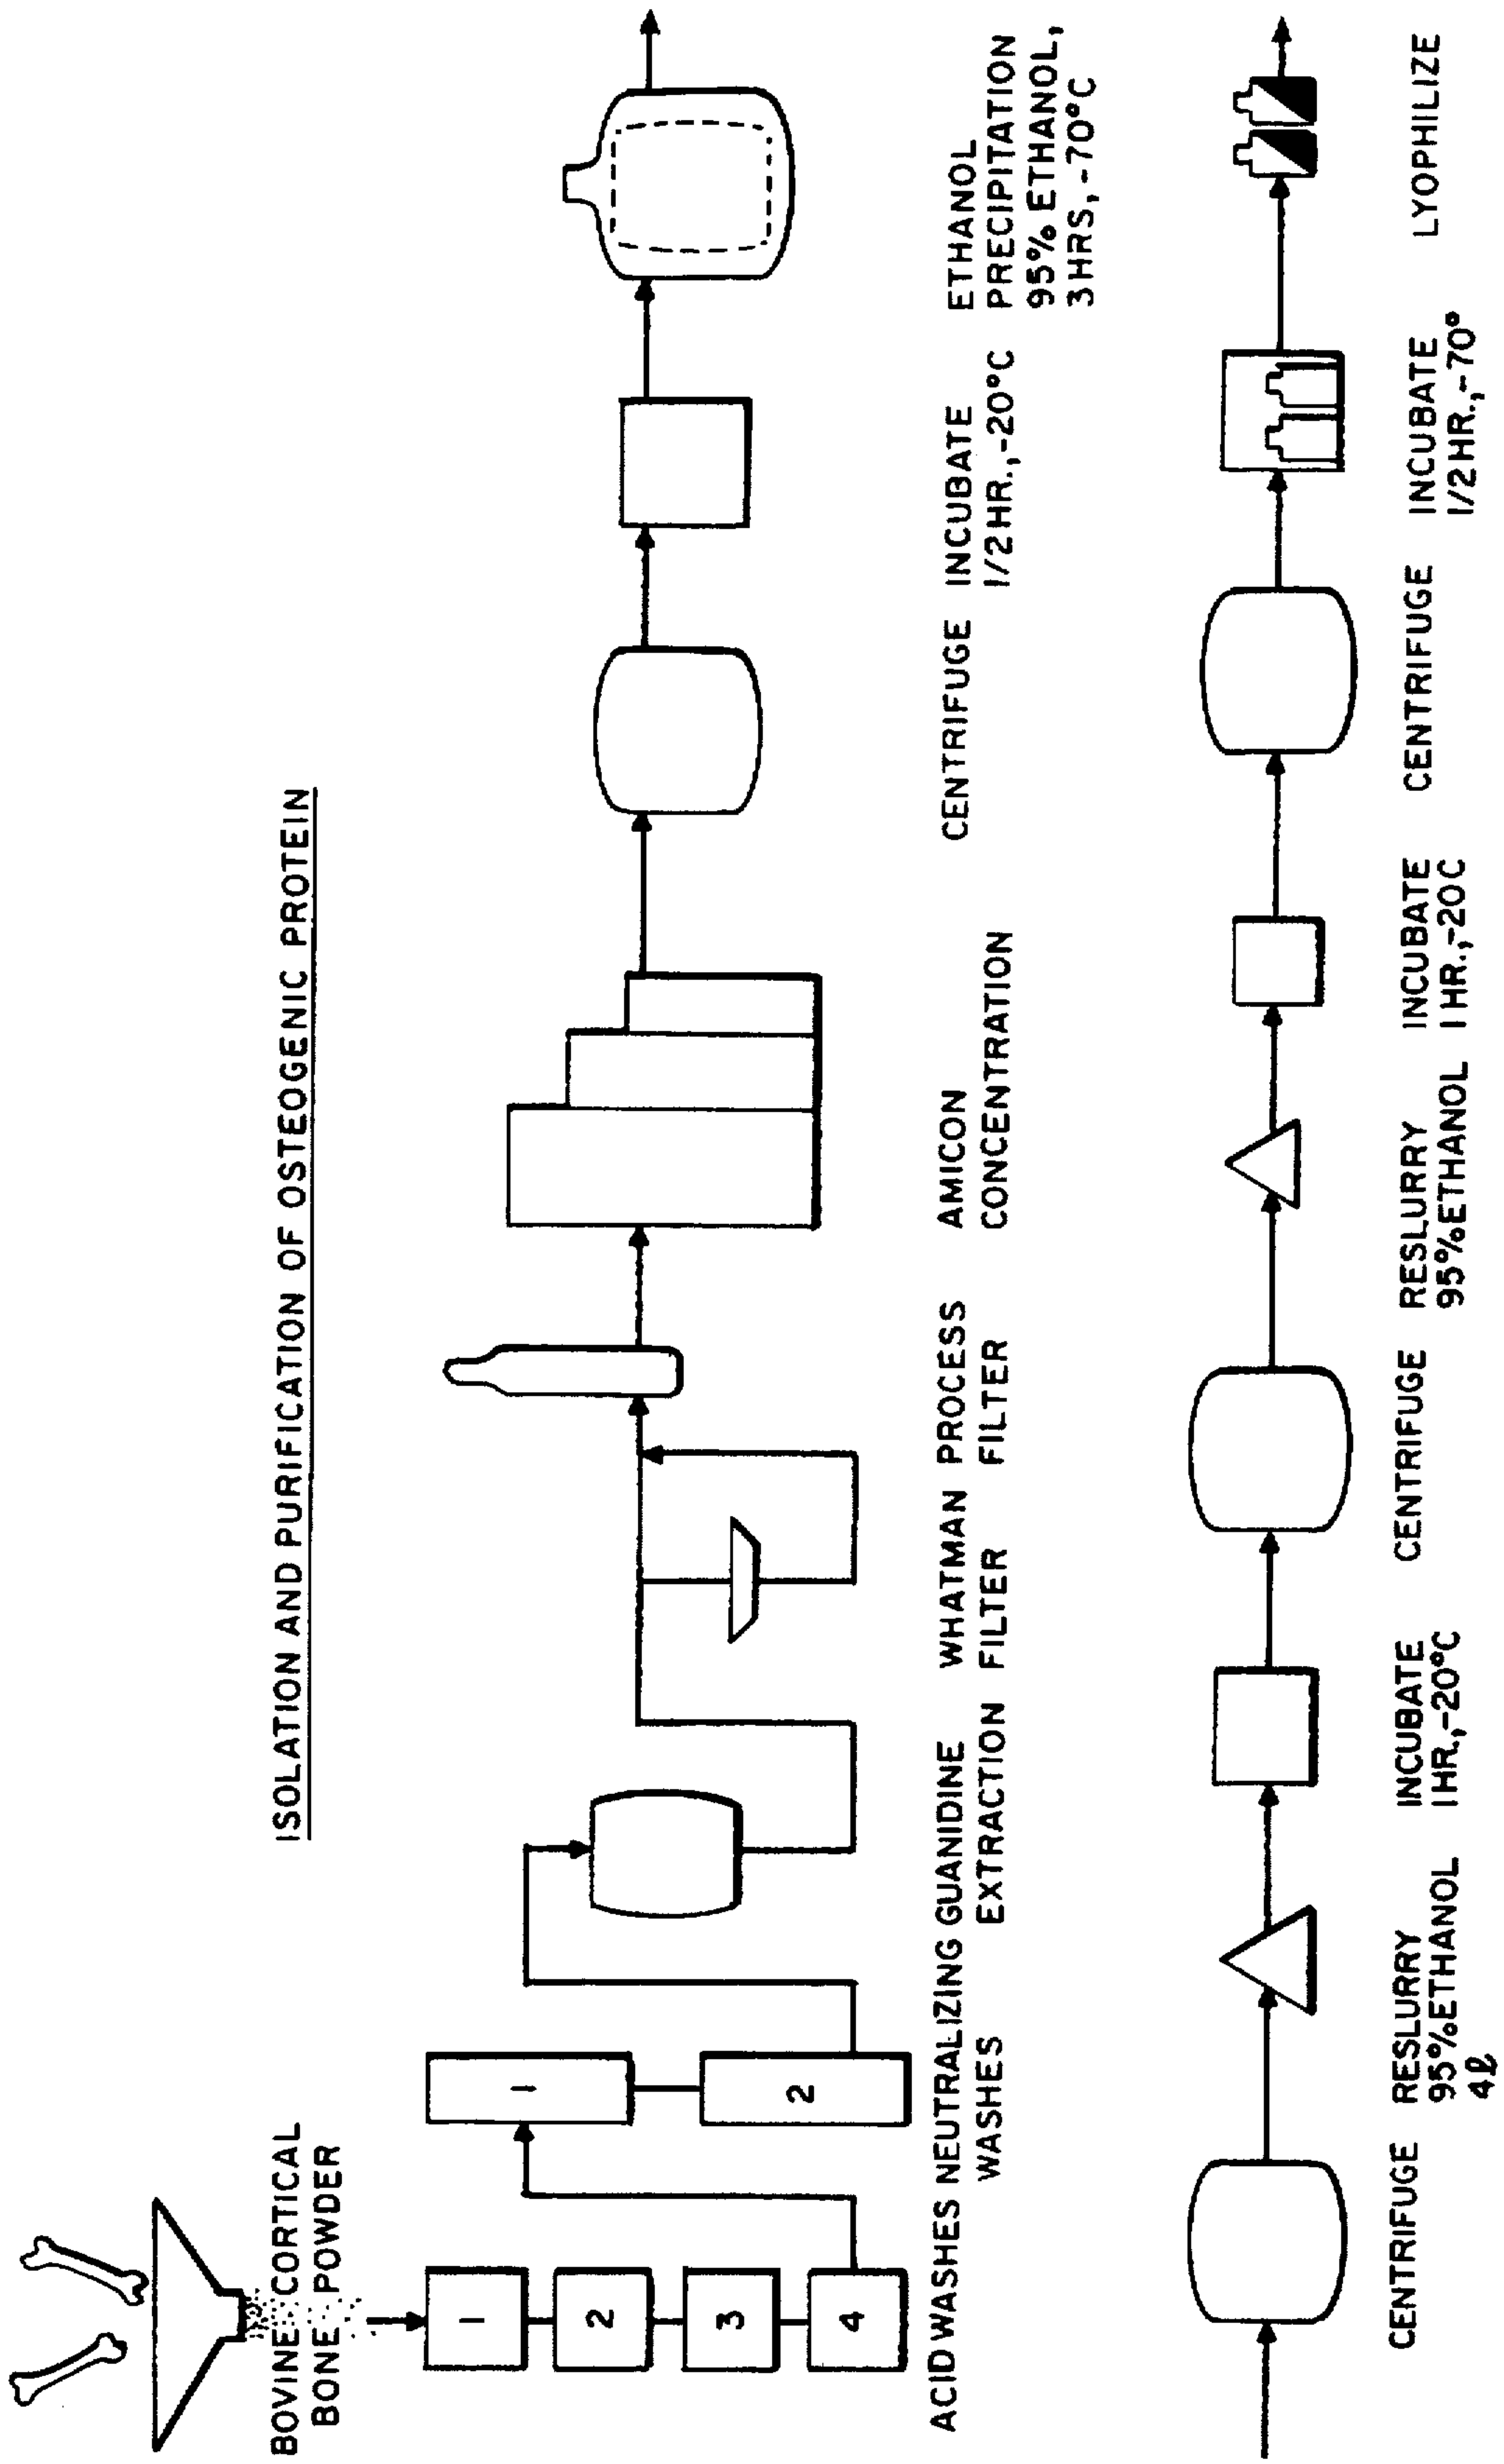 ISOLATION AND PURIFICATION OF OSTEOGENIC PROTEIN
BOVINE CORTICAL
BONE POWDER
1
2
3
4
1
2
ACID WASHES
NEUTRALIZING
WASHES
GUANIDINE
EXTRACTION
WHATMAN
FILTER
PROCESS
FILTER
AMICON
CONCENTRATION
CENTRIFUGE
INCUBATE
1/2 HR.,-20°C
ETHANOL
PRECIPITATION
95% ETHANOL,
3 HRS, -70°C
CENTRIFUGE
RESLURRY
95% ETHANOL
4ℓ
INCUBATE
1 HR.,-20°C
CENTRIFUGE
RESLURRY
95% ETHANOL
INCUBATE
1 HR.,-20C
CENTRIFUGE
INCUBATE
1/2 HR.,-70°
LYOPHILIZE